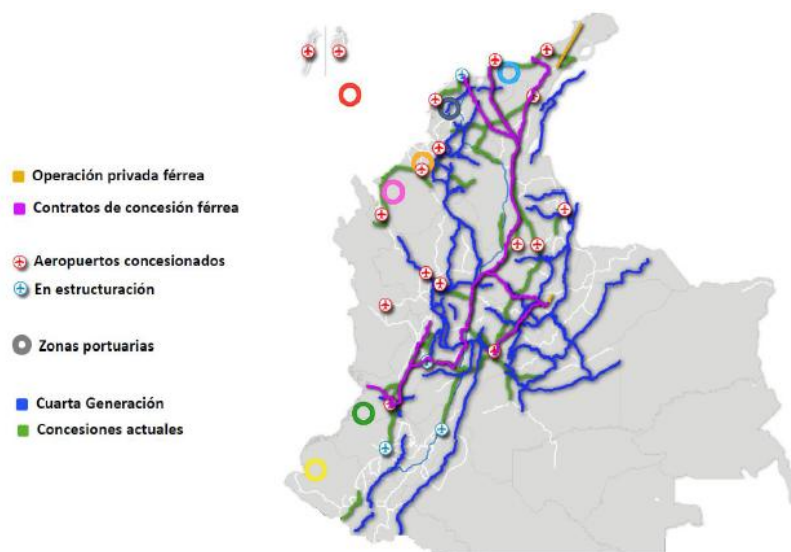 Operación privada férrea
Contratos de concesión férrea
Aeropuertos concesionados
En estructuración
Zonas portuarias
Cuarta Generación
Concesiones actuales